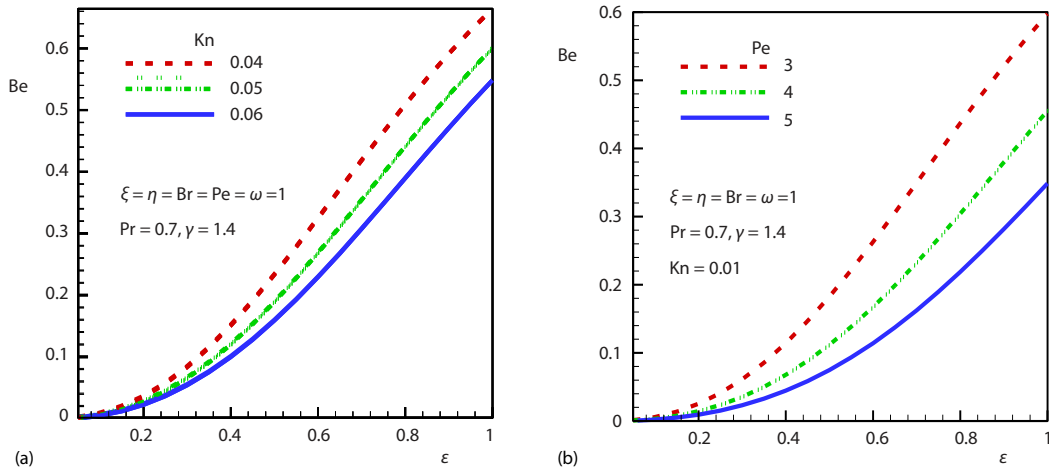 Kn
0.04
0.05
0.06
Be
0.6
0.5
0.4
0.3
0.2
0.1
0
ξ = η = Br = Pe = ω =1
Pr = 0.7, γ = 1.4
0.2 0.4 0.6 0.8 1
(a)
ε
Pe
3
4
5
Be
0.6
0.5
0.4
0.3
0.2
0.1
0
ξ = η = Br = ω =1
Pr = 0.7, γ = 1.4
Kn = 0.01
0.2 0.4 0.6 0.8 1
(b)
ε